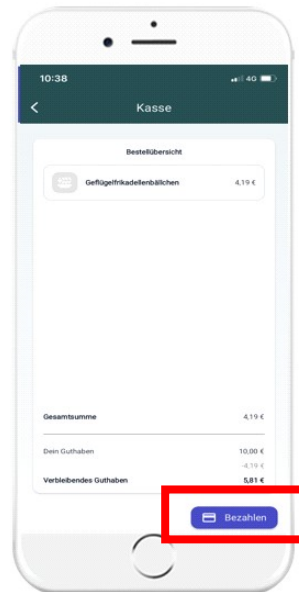 10:38
4G
Kasse
Bestellübersicht
Geflügelfrikadellenbällchen 4,19 €
Gesamtsumme 4,19 €
Dein Guthaben 10,00 €
-4,19 €
Verbleibendes Guthaben 5,81 €
Bezahlen